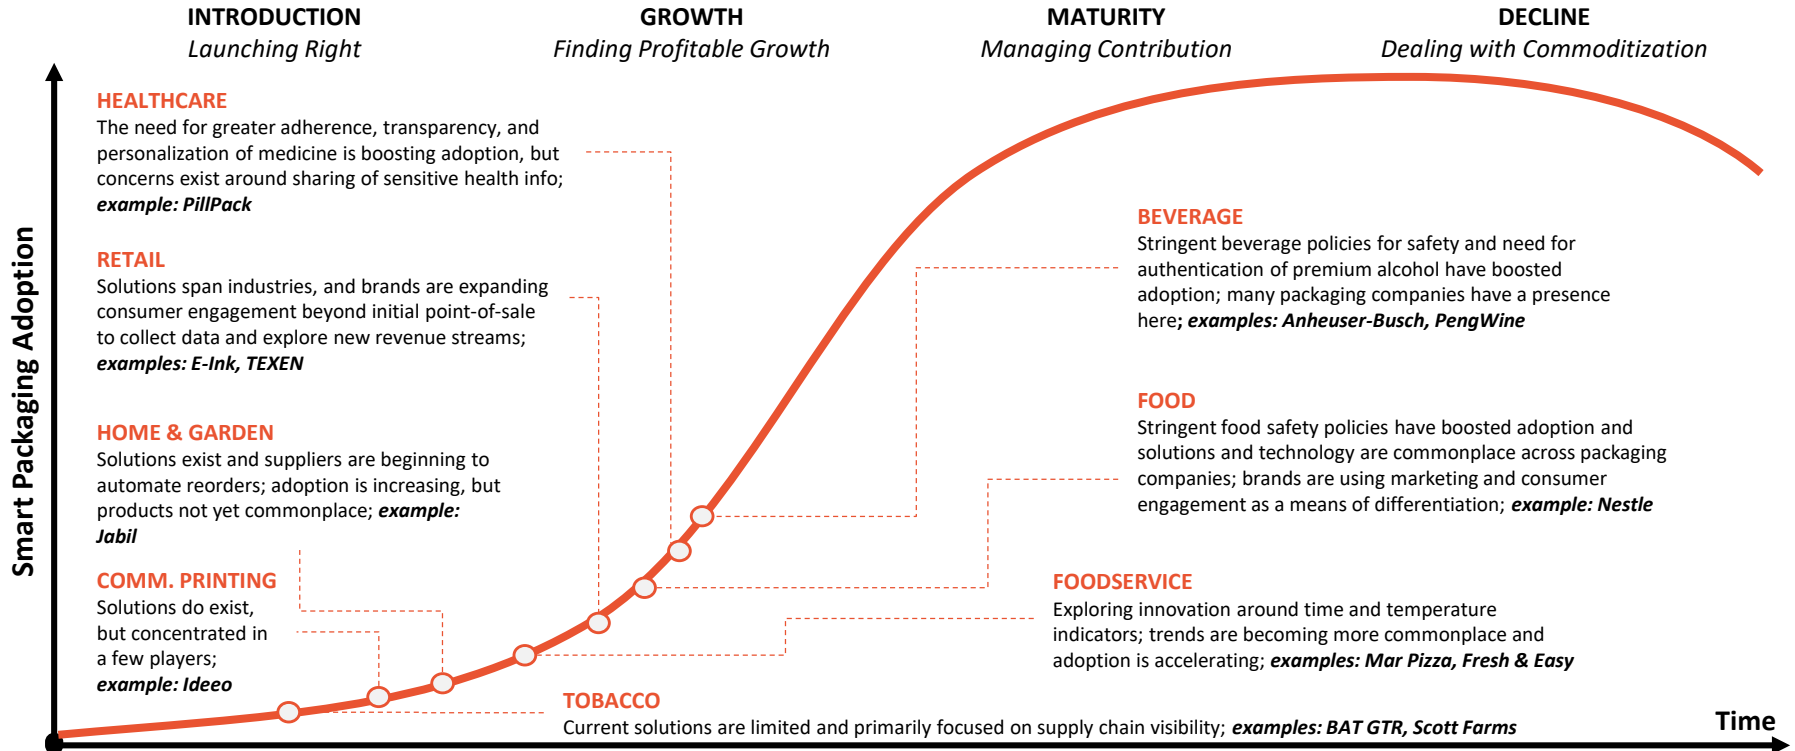 INTRODUCTION
Launching Right
GROWTH
Finding Profitable Growth
MATURITY
Managing Contribution
DECLINE
Dealing with Commoditization
Smart Packaging Adoption
HEALTHCARE
The need for greater adherence, transparency, and
personalization of medicine is boosting adoption, but
concerns exist around sharing of sensitive health info;
example: PillPack
RETAIL
Solutions span industries, and brands are expanding
consumer engagement beyond initial point-of-sale
to collect data and explore new revenue streams;
examples: E-Ink, TEXEN
HOME & GARDEN
Solutions exist and suppliers are beginning to
automate reorders; adoption is increasing, but
products not yet commonplace; example:
Jabil
COMM. PRINTING
Solutions do exist,
but concentrated in
a few players;
example: Ideeo
BEVERAGE
Stringent beverage policies for safety and need for
authentication of premium alcohol have boosted
adoption; many packaging companies have a presence
here; examples: Anheuser-Busch, PengWine
FOOD
Stringent food safety policies have boosted adoption and
solutions and technology are commonplace across packaging
companies; brands are using marketing and consumer
engagement as a means of differentiation; example: Nestle
FOODSERVICE
Exploring innovation around time and temperature
indicators; trends are becoming more commonplace and
adoption is accelerating; examples: Mar Pizza, Fresh & Easy
TOBACCO
Current solutions are limited and primarily focused on supply chain visibility; examples: BAT GTR, Scott Farms
Time